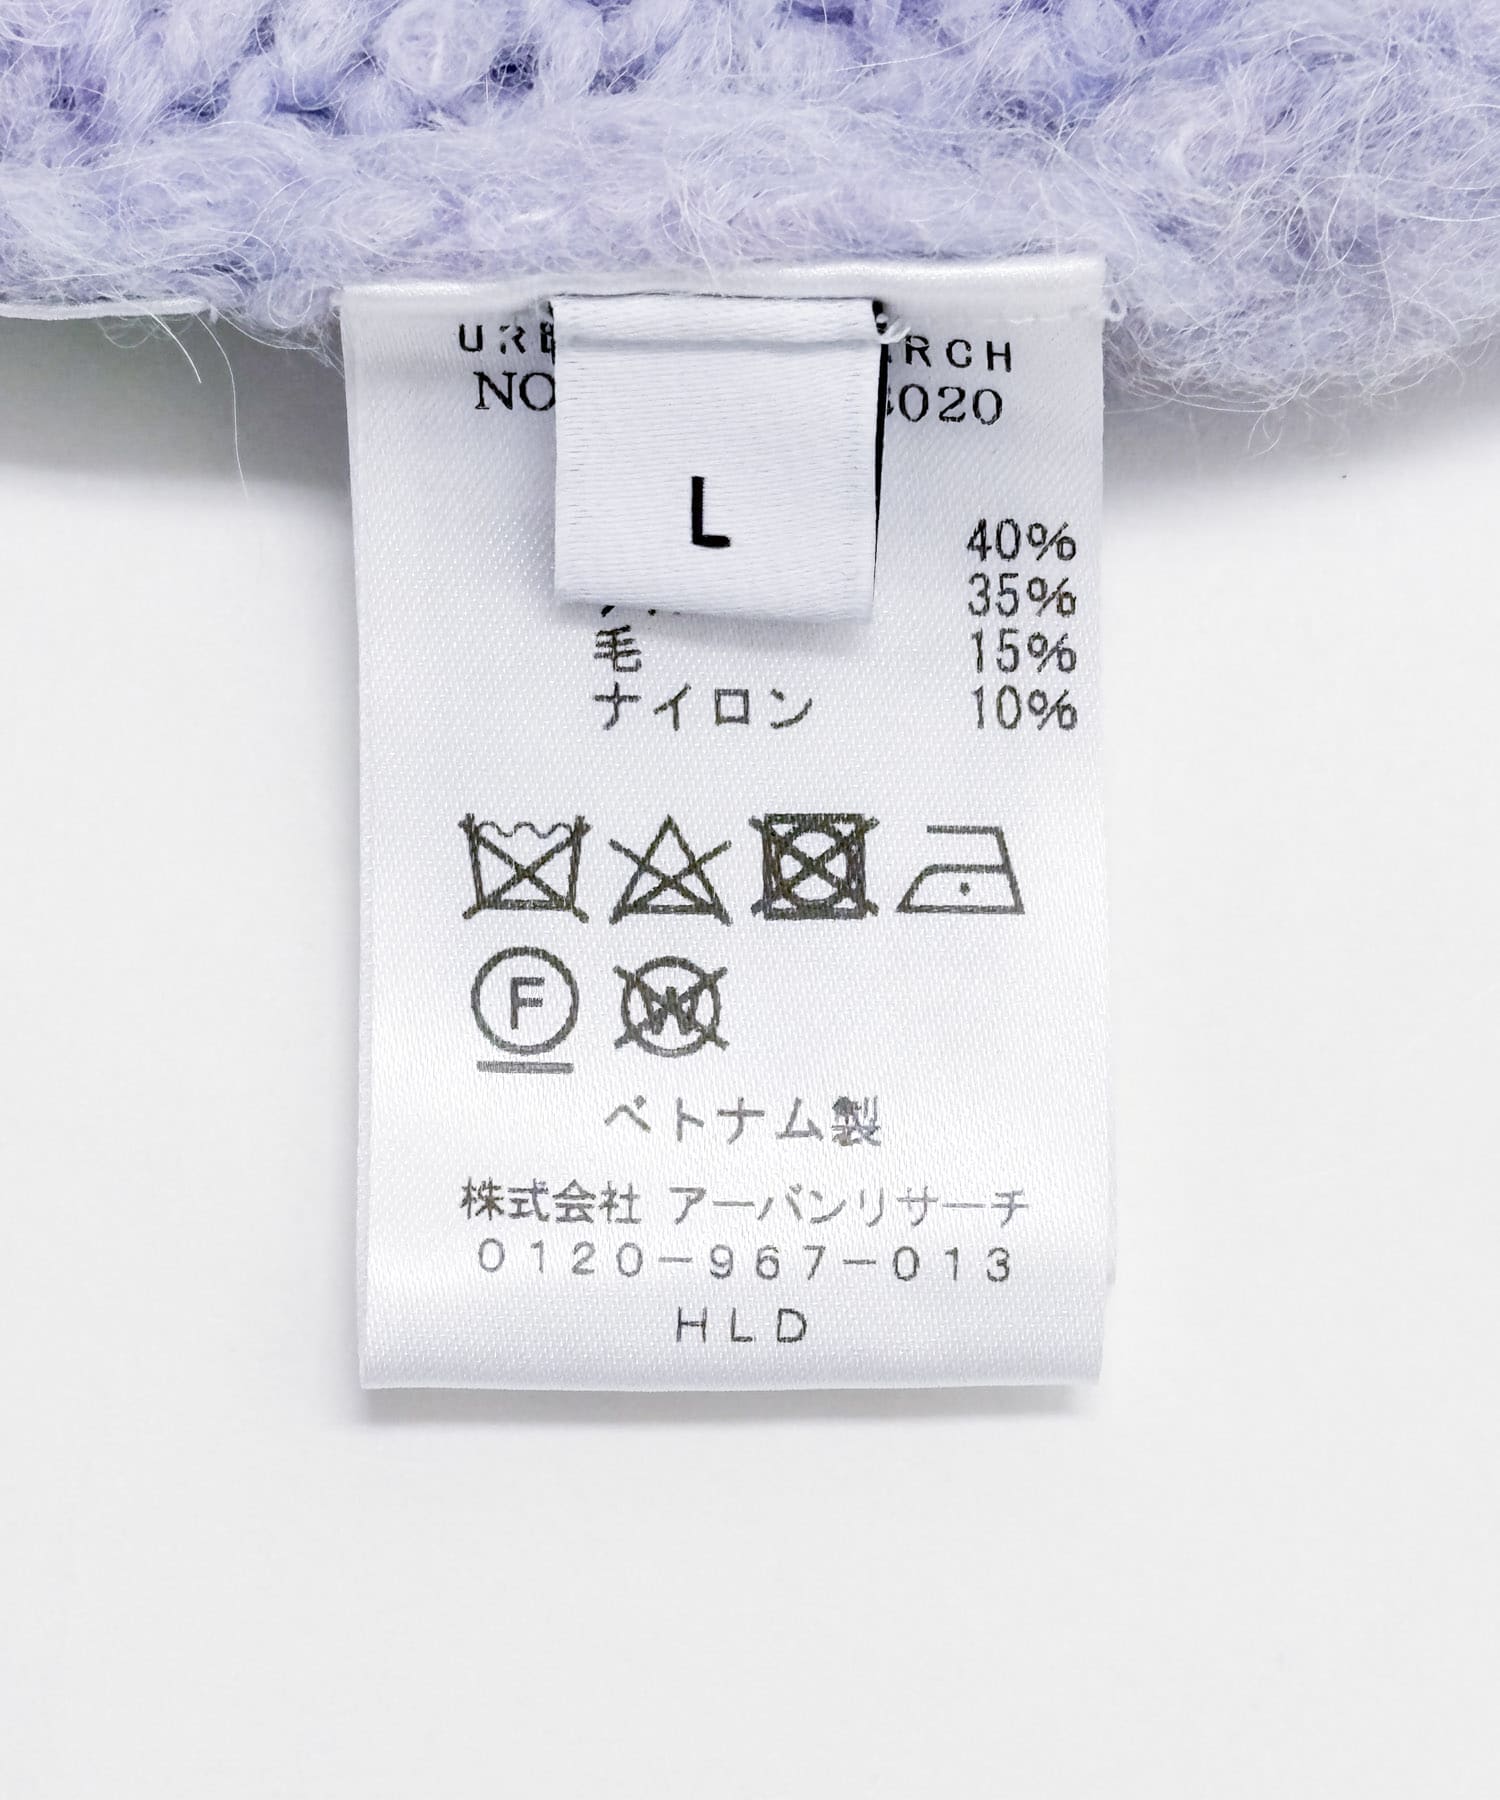 RCH
NO
020
L
40%
35%
毛 15%
ナイロン 10%
F
W
ベトナム製
株式会社 アーバンリサーチ
0120-967-013
HLD